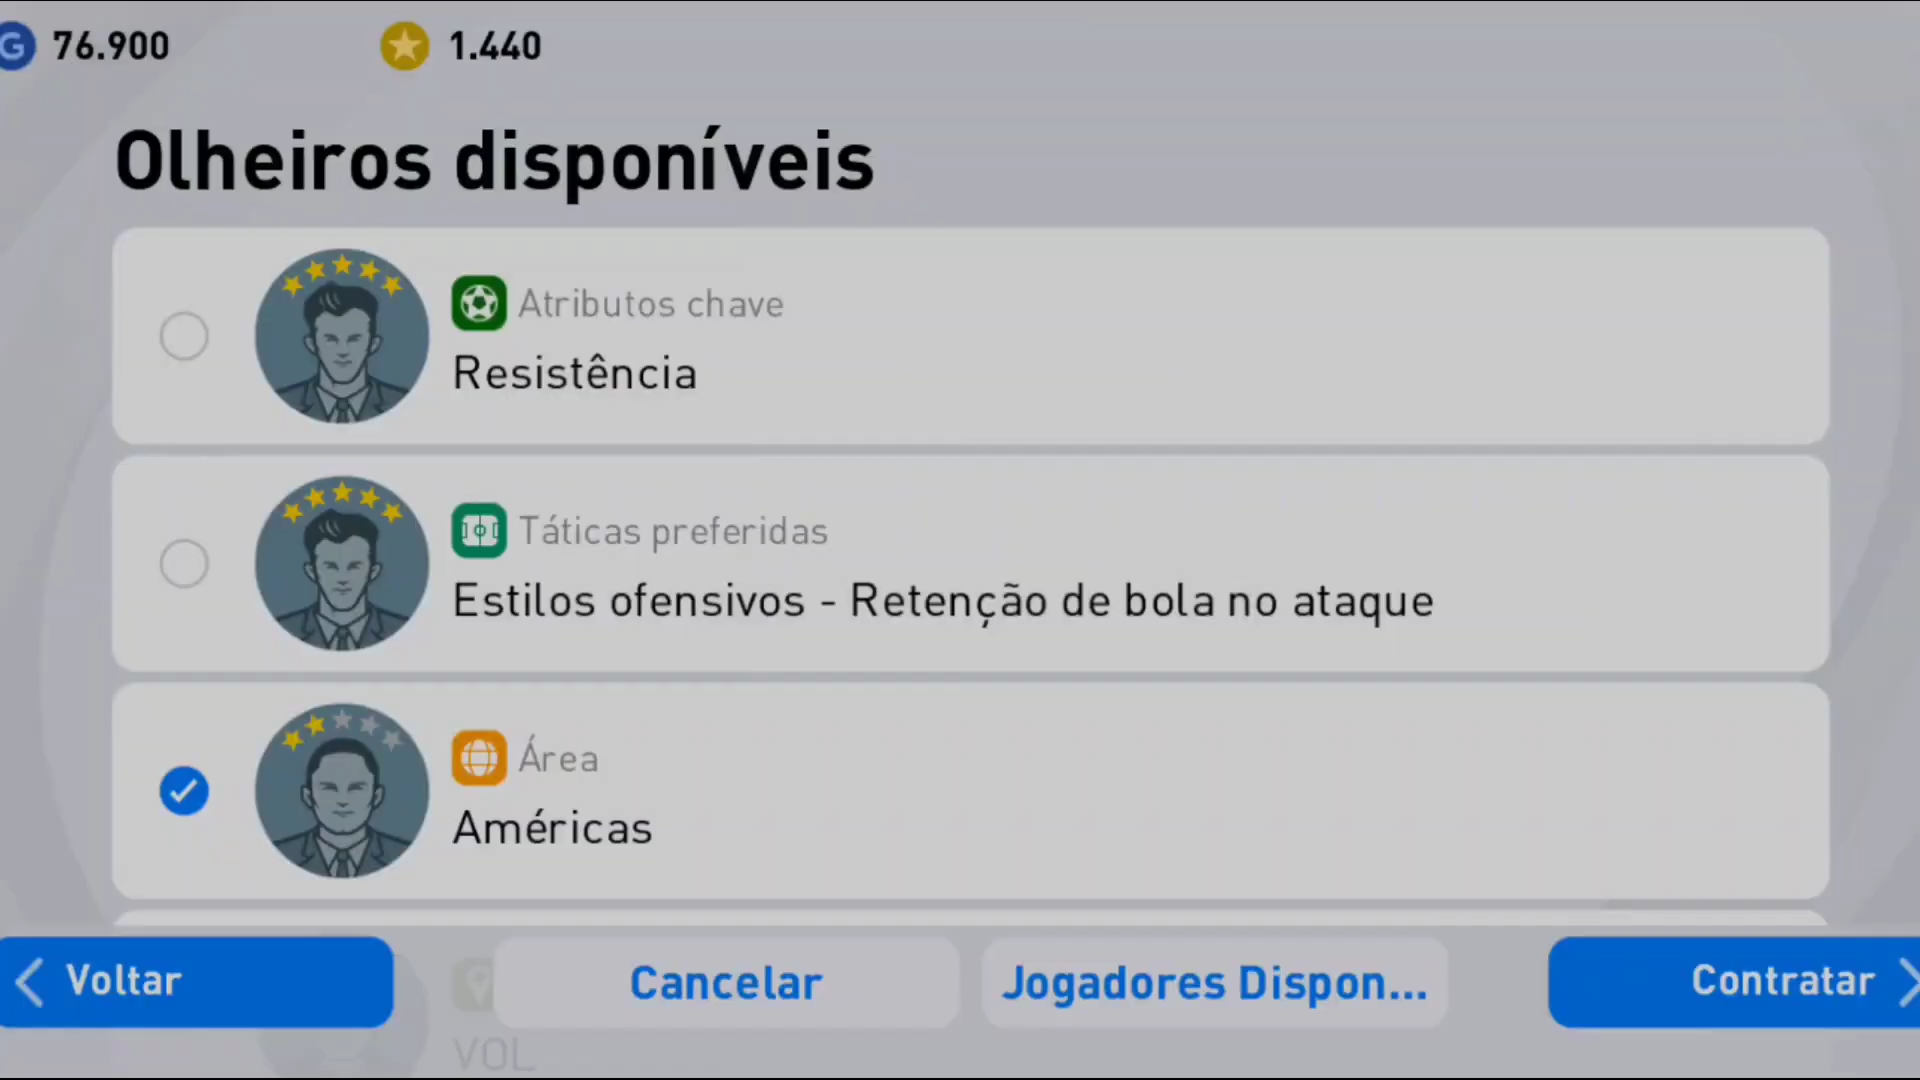 G 76.900
1.440
Olheiros disponíveis
Atributos chave
Resistência
Táticas preferidas
Estilos ofensivos - Retenção de bola no ataque
Área
Américas
Voltar
Cancelar
Jogadores Dispon...
Contratar
VOL